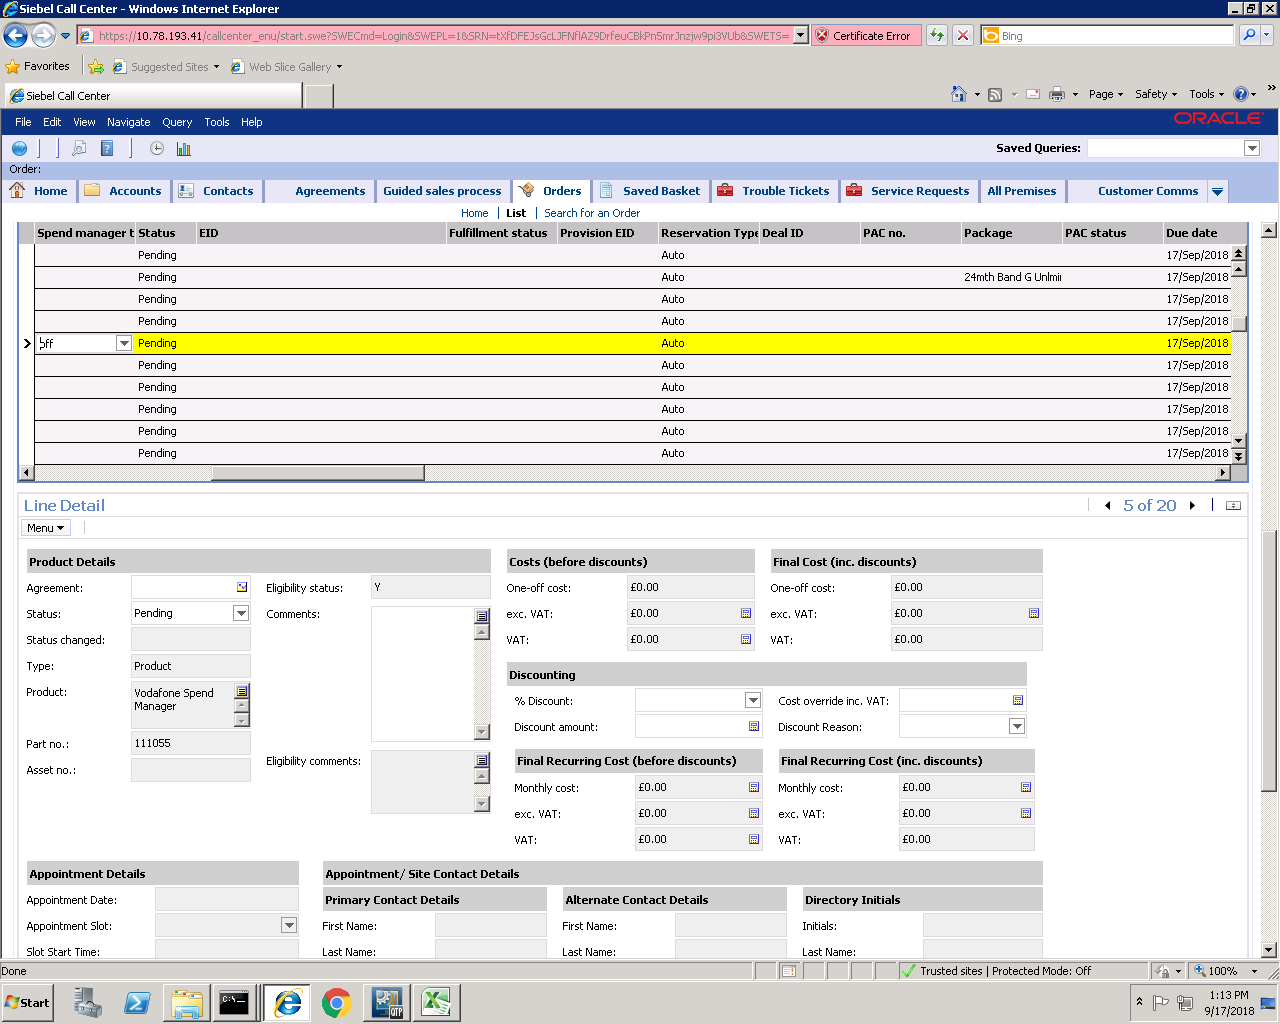 Siebel Call Center - Windows Internet Explorer
https://10.78.193.41/callcenter_enu/start.swe?SWECmd=Login&SWEPL=1&SRN= Certificate Error Bing
Favorites Suggested Sites Web Slice Gallery
Siebel Call Center Page Safety Tools
File Edit View Navigate Query Tools Help ORACLE
Saved Queries:
Order:
Home Accounts Contacts Agreements Guided sales process Orders Saved Basket Trouble Tickets Service Requests All Premises Customer Comms
Home | List | Search for an Order
Spend manager t Status EID Fulfillment status Provision EID Reservation Type Deal ID PAC no. Package PAC status Due date
Pending Auto 17/Sep/2018
Pending Auto 24mth Band G Unlmi 17/Sep/2018
Pending Auto 17/Sep/2018
Pending Auto 17/Sep/2018
off Pending Auto 17/Sep/2018
Pending Auto 17/Sep/2018
Pending Auto 17/Sep/2018
Pending Auto 17/Sep/2018
Pending Auto 17/Sep/2018
Pending Auto 17/Sep/2018
Line Detail 5 of 20
Menu
Product Details Costs (before discounts) Final Cost (inc. discounts)
Agreement: Eligibility status: Y One-off cost: £0.00 One-off cost: £0.00
Status: Pending Comments: exc. VAT: £0.00 exc. VAT: £0.00
Status changed: VAT: £0.00 VAT: £0.00
Type: Product
Discounting
Product: Vodafone Spend Manager
% Discount: Cost override inc. VAT:
Discount amount: Discount Reason:
Part no.: 111055
Eligibility comments: Final Recurring Cost (before discounts) Final Recurring Cost (inc. discounts)
Asset no.:
Monthly cost: £0.00 Monthly cost: £0.00
exc. VAT: £0.00 exc. VAT: £0.00
VAT: £0.00 VAT: £0.00
Appointment Details Appointment/ Site Contact Details
Appointment Date: Primary Contact Details Alternate Contact Details Directory Initials
Appointment Slot: First Name: First Name: Initials:
Slot Start Time: Last Name: Last Name: Last Name:
Done Trusted sites | Protected Mode: Off 100%
Start C:\ QTP 1:13 PM
9/17/2018